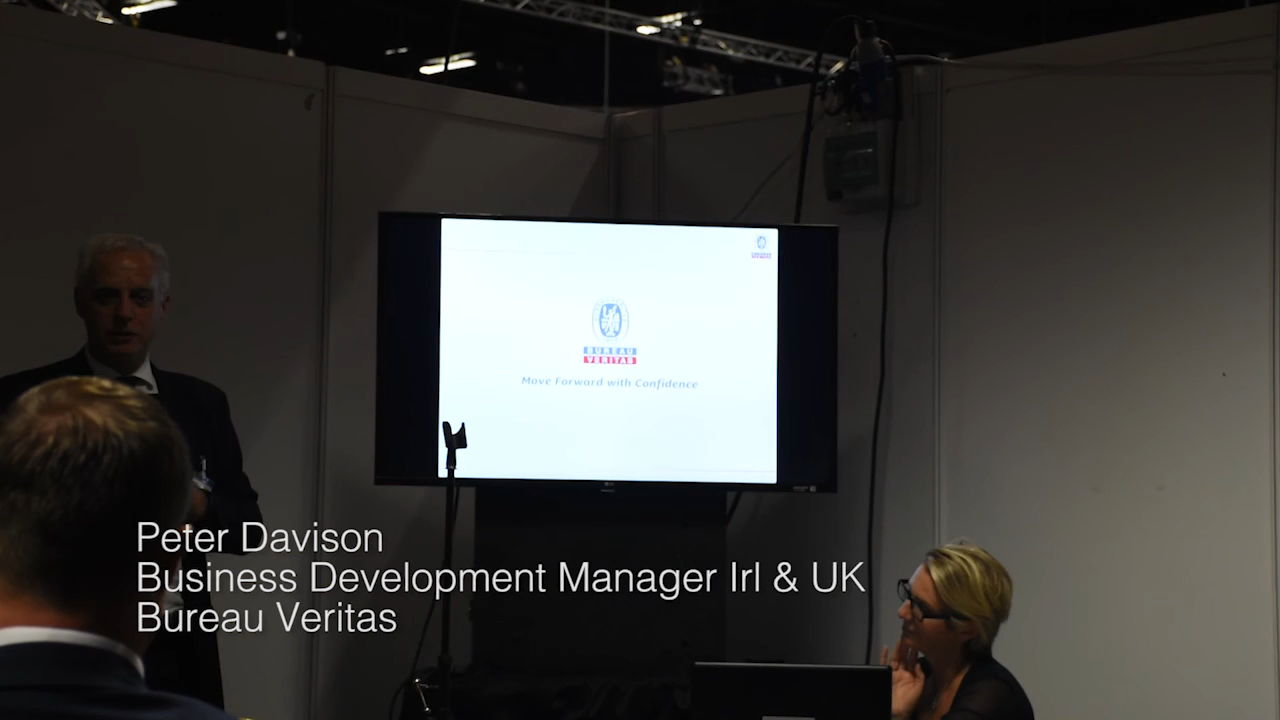 BUREAU
VERITAS
Move Forward with Confidence
Peter Davison
Business Development Manager Irl & UK
Bureau Veritas